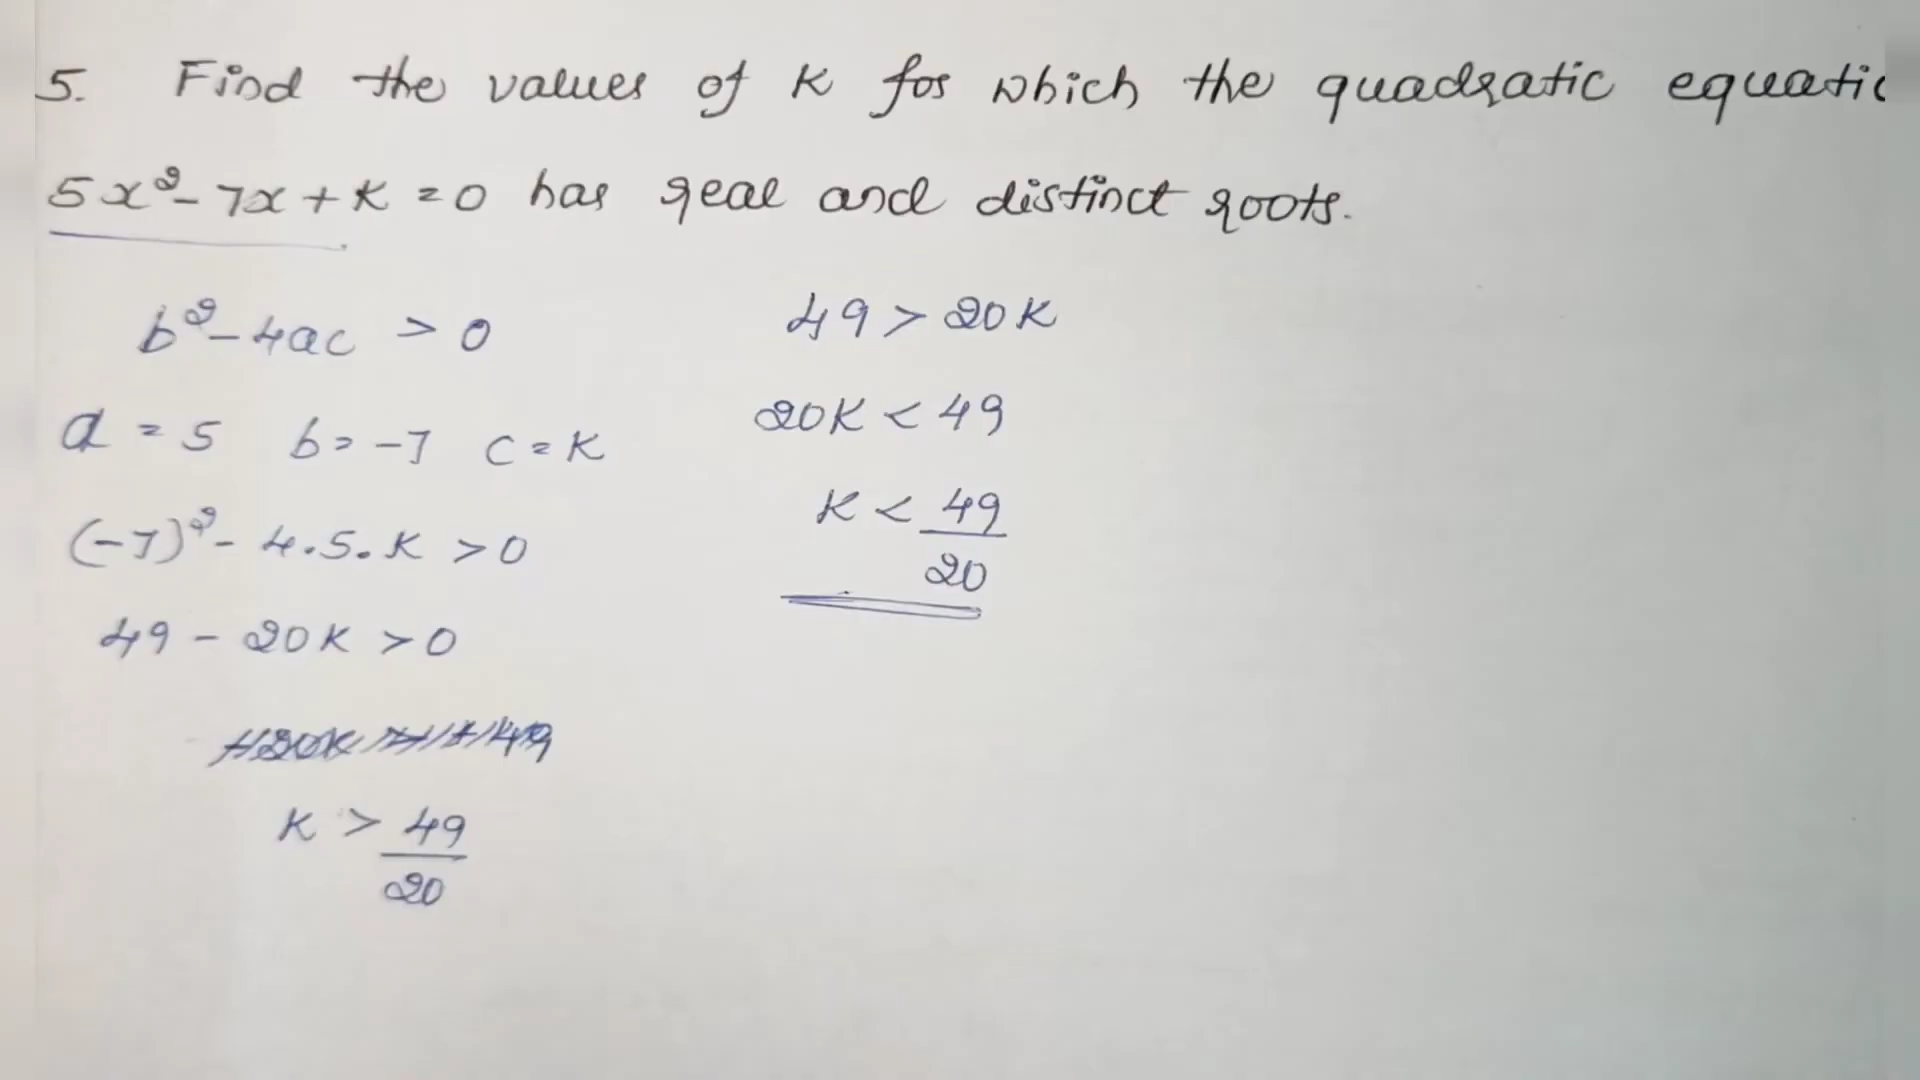 5. Find the values of K for which the quadratic equatic
5x²-7x+K=0 has real and distinct roots.
b²-4ac > 0
a = 5 b = -7 c = K
(-7)² - 4.5.K > 0
49 - 20K > 0
K > 49
20
49 > 20K
20K < 49
K < 49
20